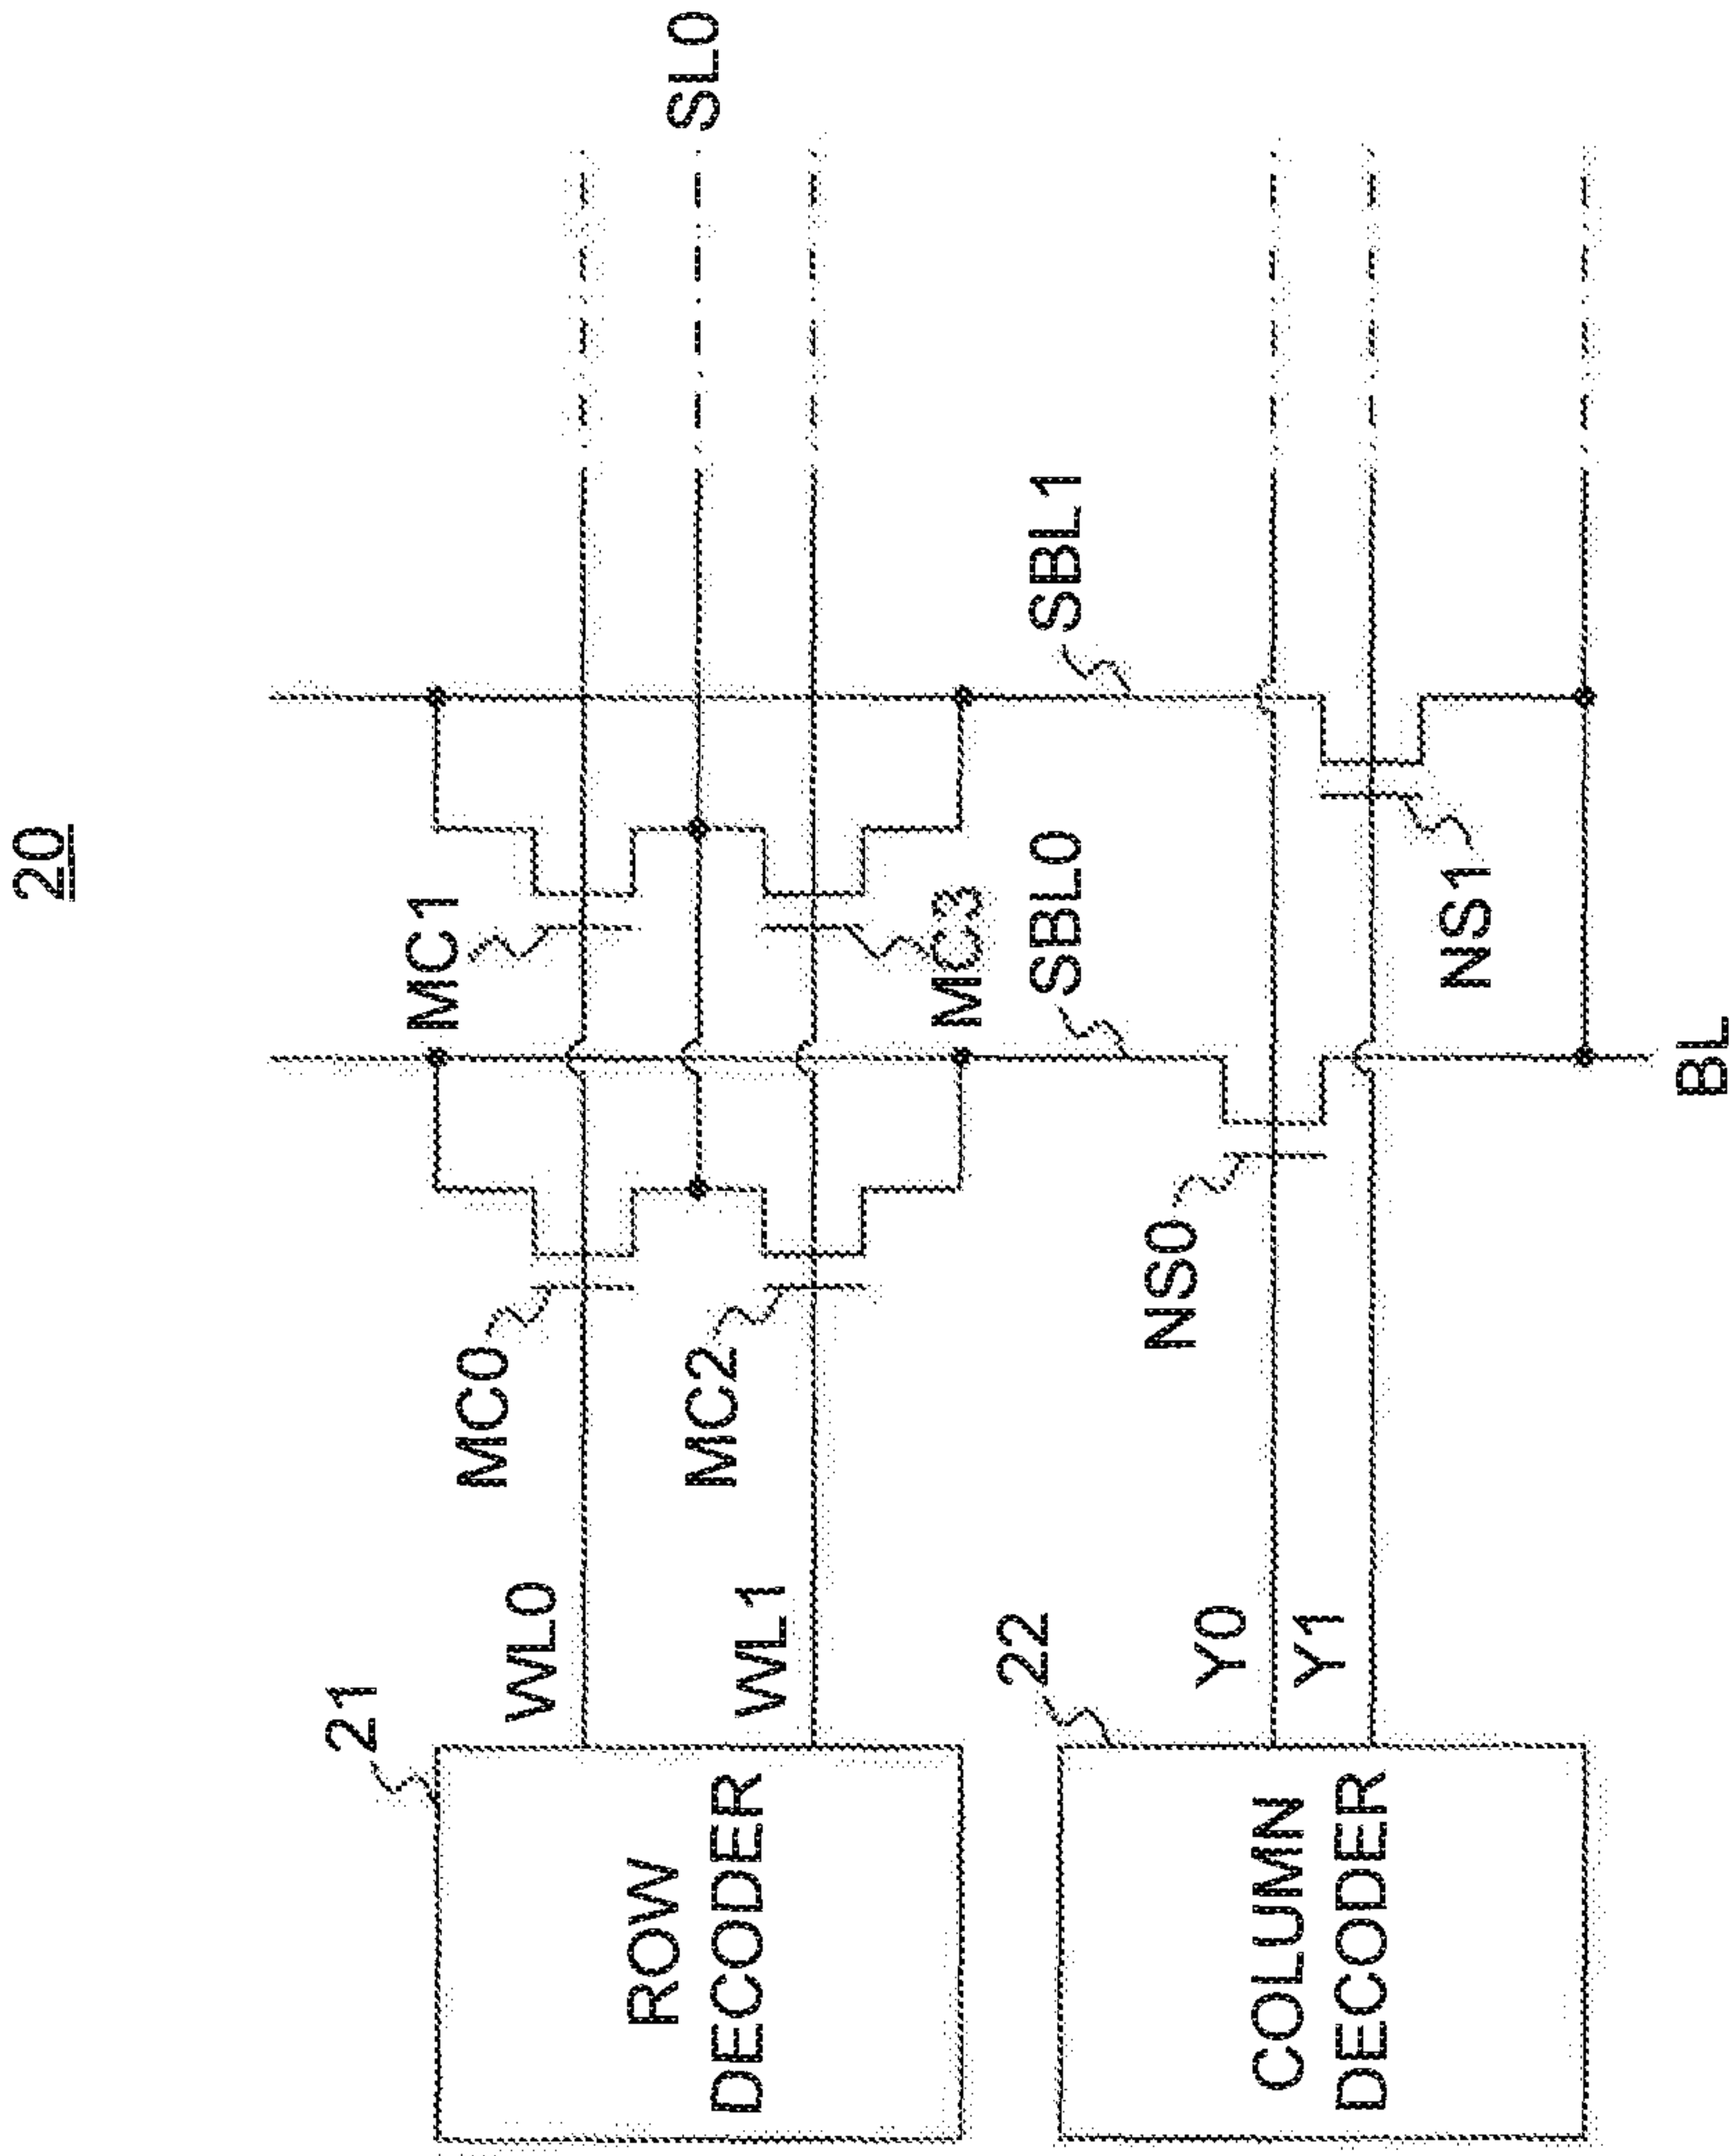 20
21
ROW
DECODER
WL0
WL1
MC0
MC1
MC2
MC3
SL0
22
COLUMN
DECODER
Y0
Y1
SBL0
SBL1
NS0
NS1
BL